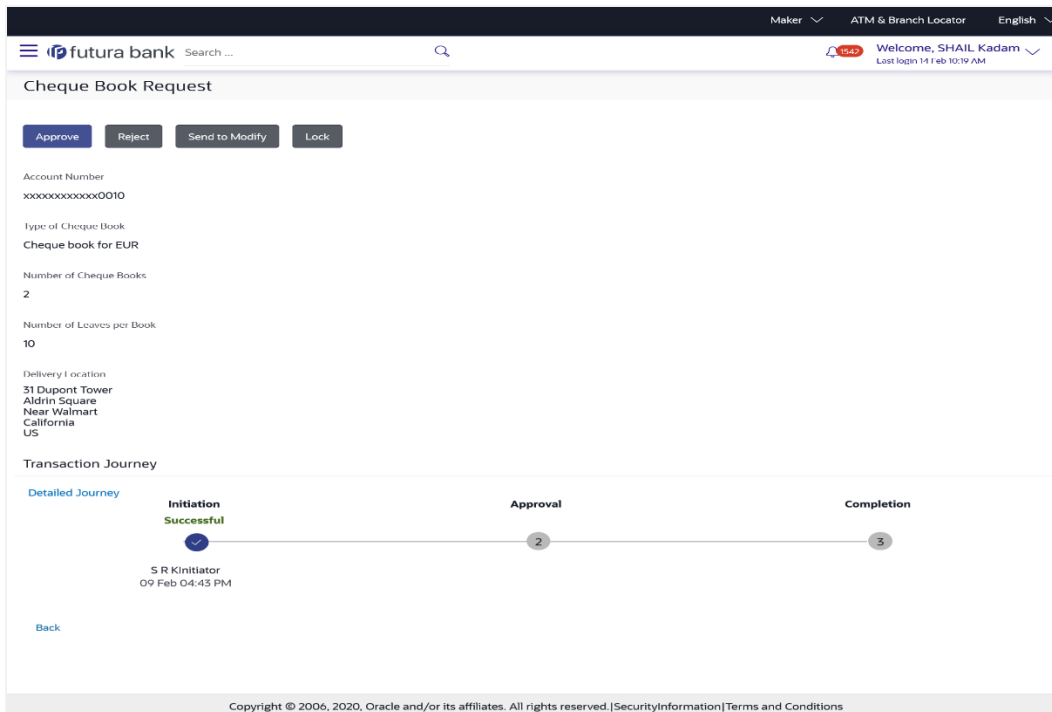 Maker ATM & Branch Locator English
futura bank Search ... 1542 Welcome, SHAIL Kadam
Last login 14 Feb 10:19 AM
Cheque Book Request
Approve Reject Send to Modify Lock
Account Number
xxxxxxxxxxxx0010
Type of Cheque Book
Cheque book for EUR
Number of Cheque Books
2
Number of Leaves per Book
10
Delivery Location
31 Dupont Tower
Aldrin Square
Near Walmart
California
US
Transaction Journey
Detailed Journey
Initiation Approval Completion
Successful
2 3
S R KInitiator
09 Feb 04:43 PM
Back
Copyright © 2006, 2020, Oracle and/or its affiliates. All rights reserved.|SecurityInformation|Terms and Conditions